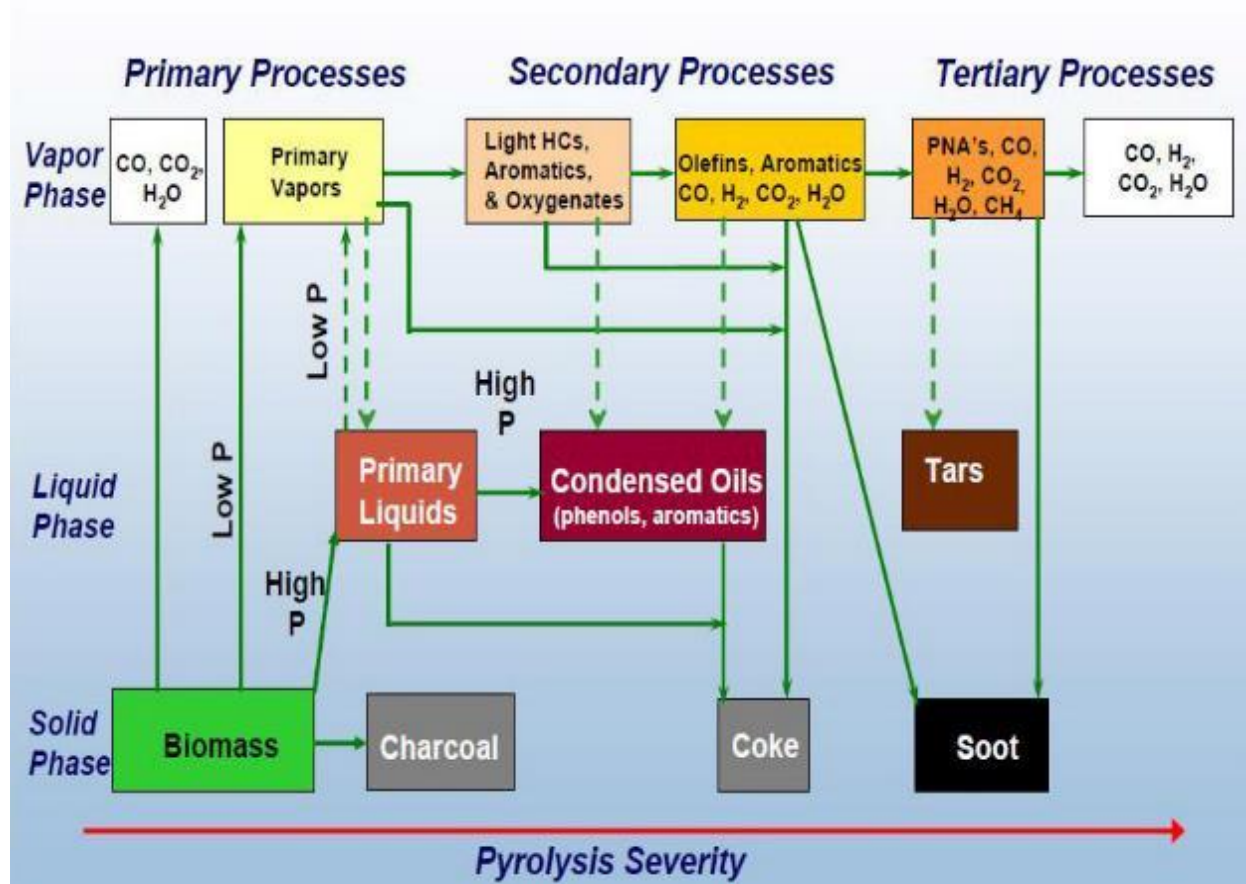 Primary Processes
Secondary Processes
Tertiary Processes
Vapor
Phase
CO, CO₂,
H₂O
Primary
Vapors
Light HCs,
Aromatics,
& Oxygenates
Olefins, Aromatics
CO, H₂, CO₂, H₂O
PNA's, CO,
H₂, CO₂,
H₂O, CH₄
CO, H₂,
CO₂, H₂O
Low P
Low P
High
P
Liquid
Phase
Primary
Liquids
Condensed Oils
(phenols, aromatics)
Tars
High
P
Solid
Phase
Biomass
Charcoal
Coke
Soot
Pyrolysis Severity